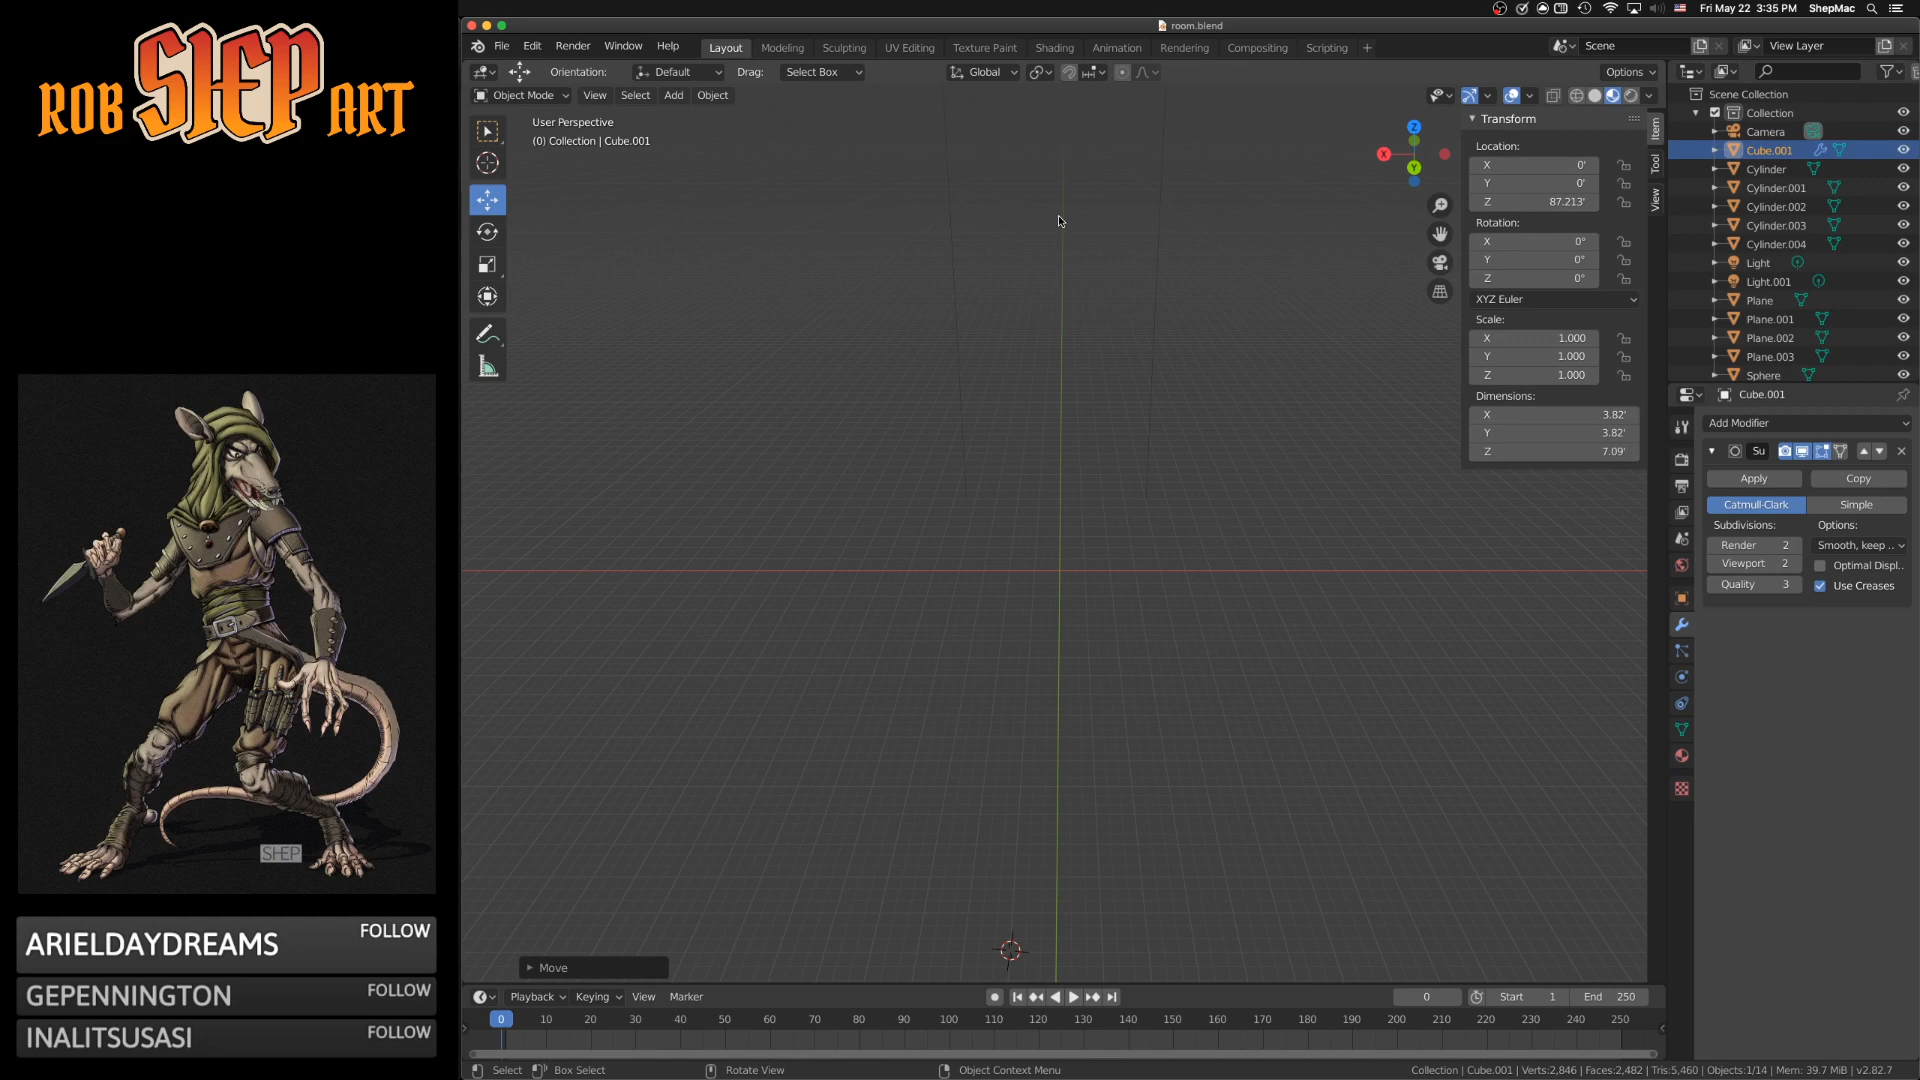 Fri May 22 3:35 PM ShepMac
room.blend
ROB SHEP ART
File Edit Render Window Help
Layout Modeling Sculpting UV Editing Texture Paint Shading Animation Rendering Compositing Scripting +
Scene
View Layer
Orientation: Default Drag: Select Box
Global
Options
Object Mode View Select Add Object
User Perspective
(0) Collection | Cube.001
Z
X
Y
Transform
Location:
X 0'
Y 0'
Z 87.213'
Rotation:
X 0°
Y 0°
Z 0°
XYZ Euler
Scale:
X 1.000
Y 1.000
Z 1.000
Dimensions:
X 3.82'
Y 3.82'
Z 7.09'
Item
Tool
View
Scene Collection
Collection
Camera
Cube.001
Cylinder
Cylinder.001
Cylinder.002
Cylinder.003
Cylinder.004
Light
Light.001
Plane
Plane.001
Plane.002
Plane.003
Sphere
Cube.001
Add Modifier
Su
Apply Copy
Catmull-Clark Simple
Subdivisions: Options:
Render 2 Smooth, keep ..
Viewport 2 Optimal Displ..
Quality 3 Use Creases
SHEP
ARIELDAYDREAMS FOLLOW
GEPENNINGTON FOLLOW
INALITSUSASI FOLLOW
Move
Playback Keying View Marker
0 Start 1 End 250
0 10 20 30 40 50 60 70 80 90 100 110 120 130 140 150 160 170 180 190 200 210 220 230 240 250
Select Box Select Rotate View Object Context Menu
Collection | Cube.001 | Verts:2,846 | Faces:2,482 | Tris:5,460 | Objects:1/14 | Mem: 39.7 MiB | v2.82.7